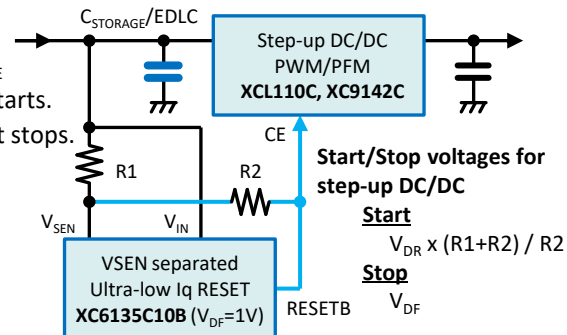 CSTORAGE/EDLC
Step-up DC/DC
PWM/PFM
XCL110C, XC9142C
E
tarts.
t stops.
CE
R1
R2
Start/Stop voltages for
step-up DC/DC
Start
VDR x (R1+R2) / R2
Stop
VDF
VSEN
VIN
VSEN separated
Ultra-low Iq RESET
XC6135C10B (VDF=1V)
RESETB